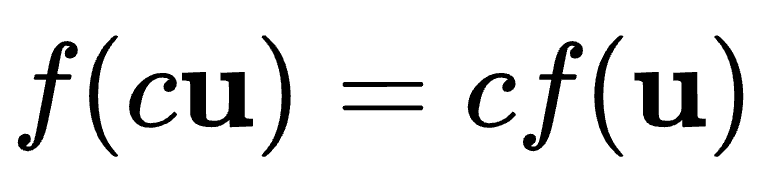 f(cu) = cf(u)